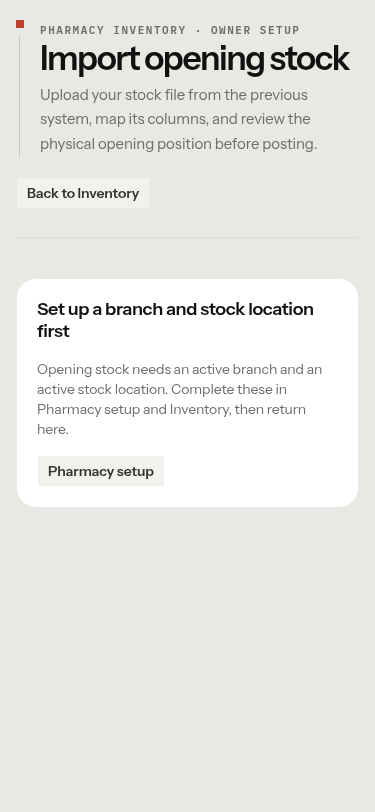 PHARMACY INVENTORY · OWNER SETUP
Import opening stock
Upload your stock file from the previous
system, map its columns, and review the
physical opening position before posting.
Back to Inventory
Set up a branch and stock location
first
Opening stock needs an active branch and an
active stock location. Complete these in
Pharmacy setup and Inventory, then return
here.
Pharmacy setup